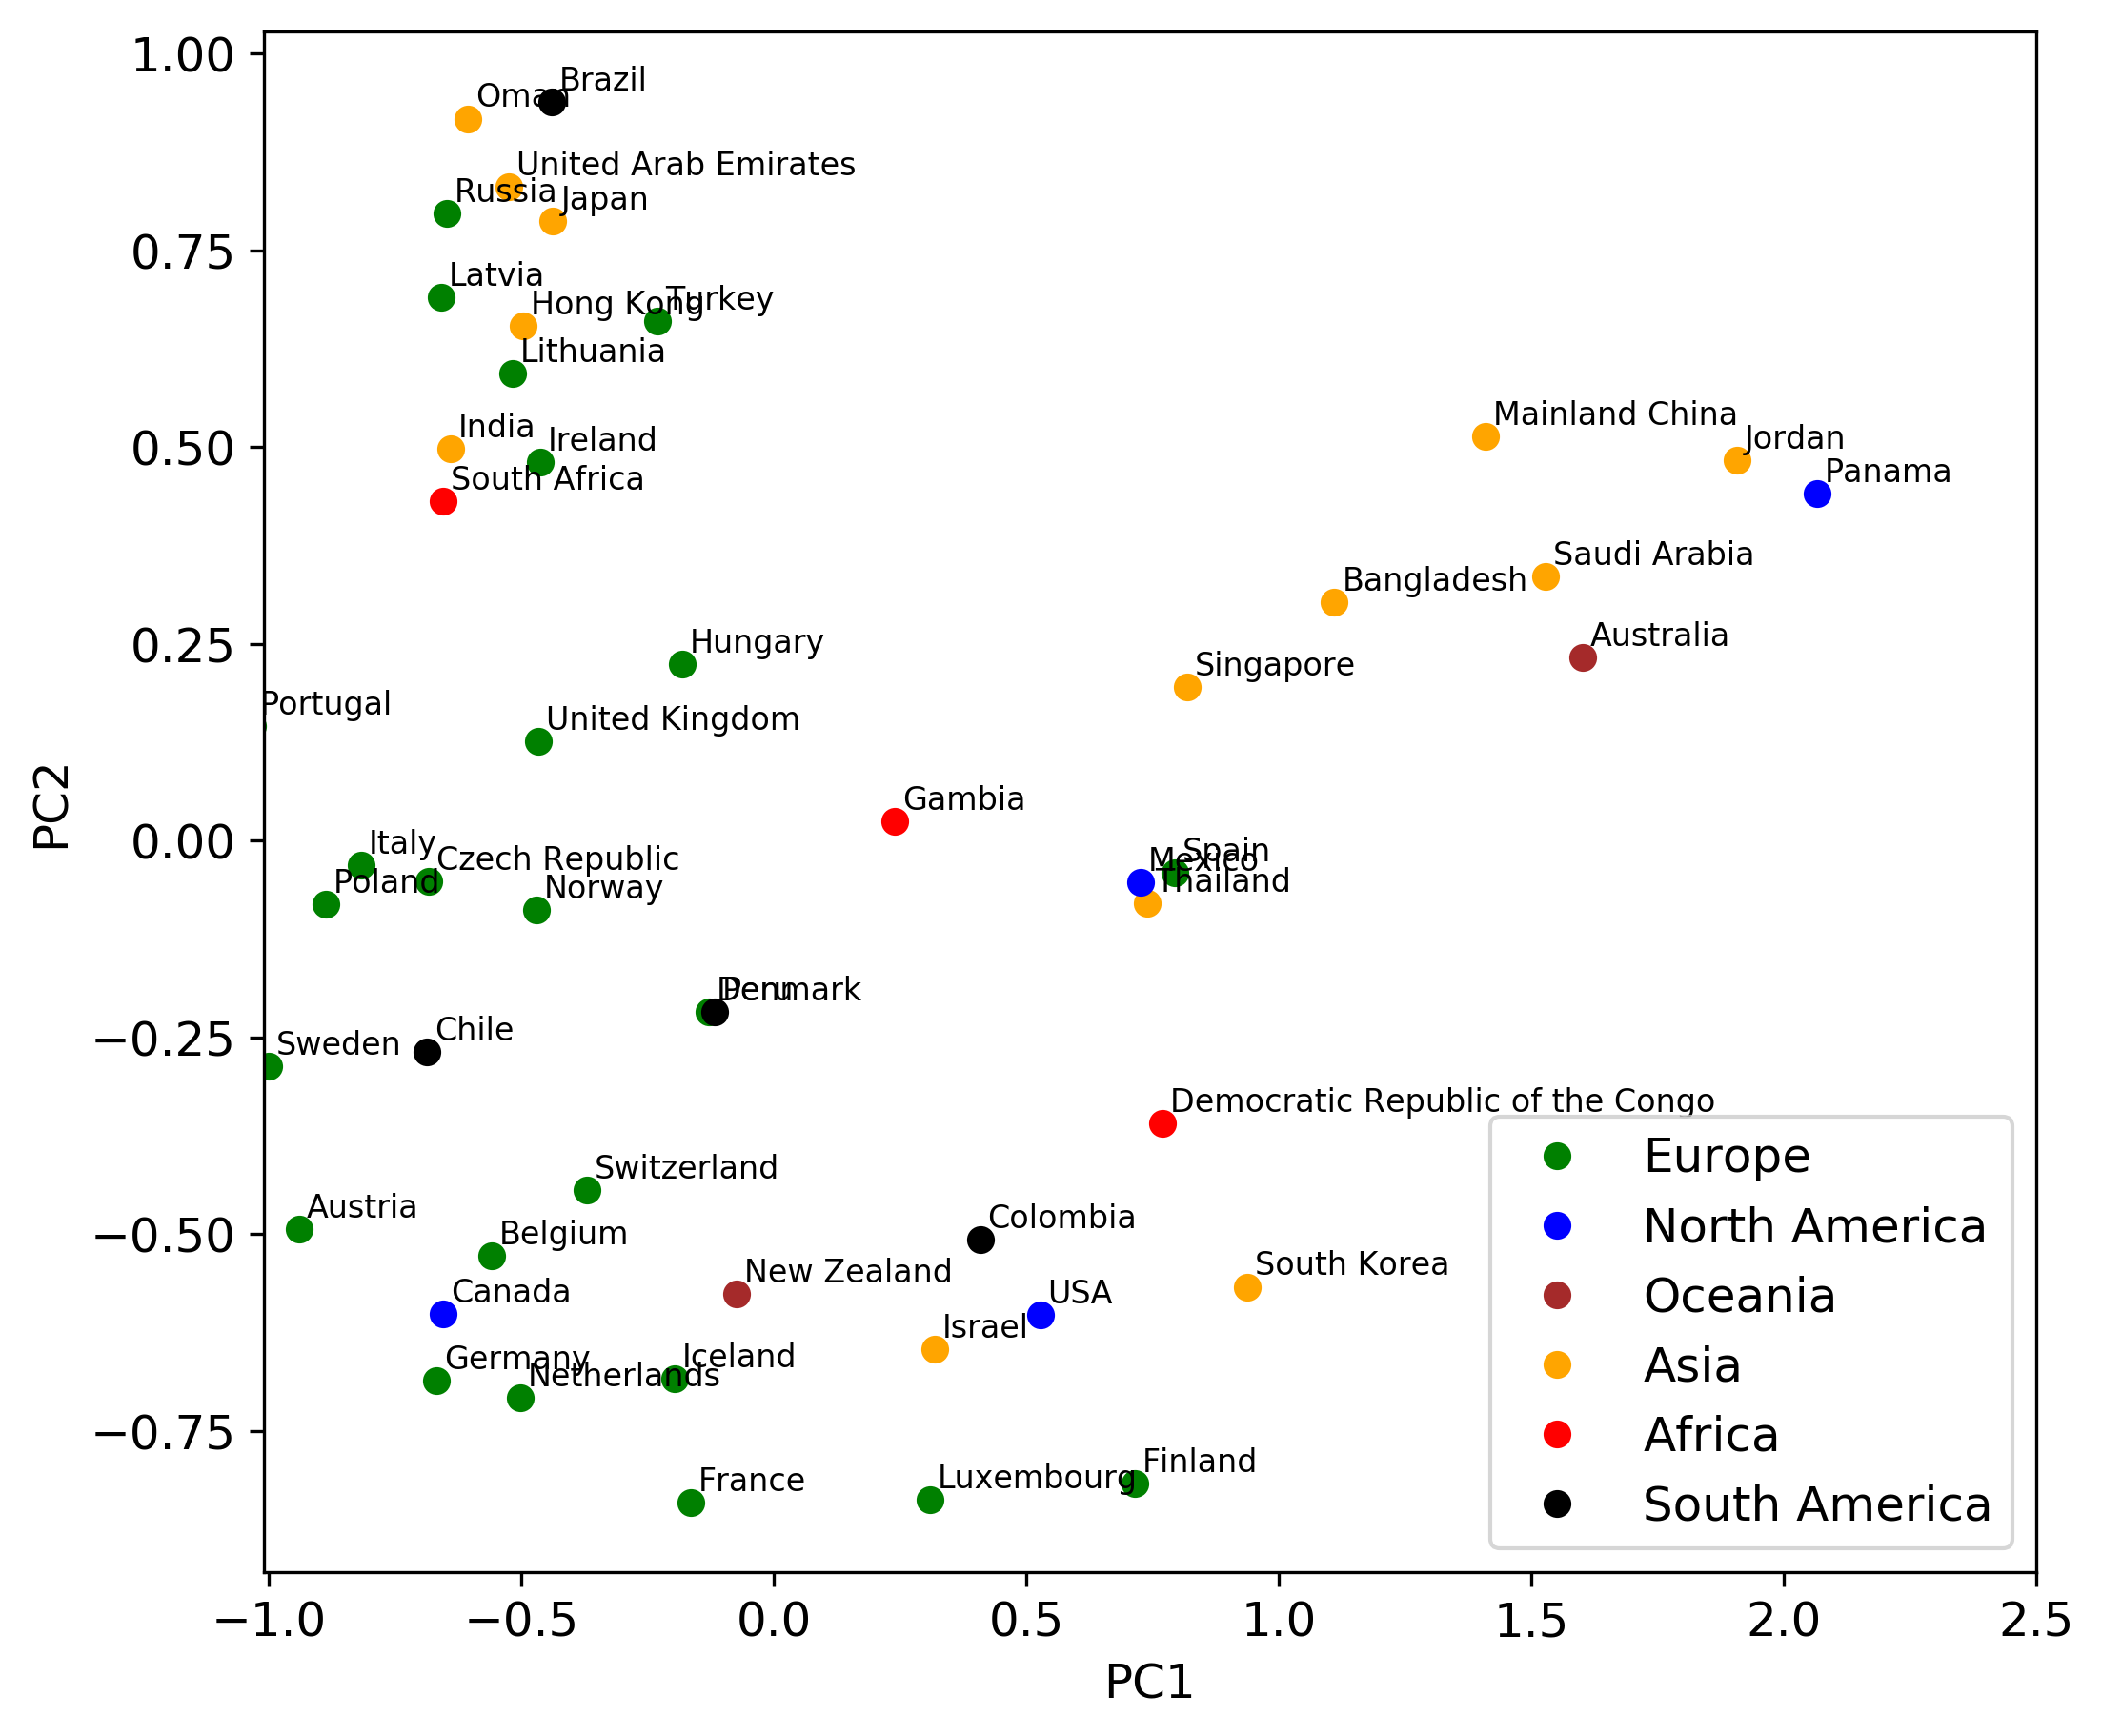 1.00
0.75
0.50
0.25
0.00
−0.25
−0.50
−0.75
PC2
Brazil
Oman
United Arab Emirates
Russia
Japan
Latvia
Hong Kong
Turkey
Lithuania
India
Ireland
South Africa
Mainland China
Jordan
Panama
Saudi Arabia
Bangladesh
Australia
Hungary
Singapore
Portugal
United Kingdom
Gambia
Italy
Czech Republic
Poland
Norway
Spain
Mexico
Thailand
Denmark
Peru
Chile
Sweden
Democratic Republic of the Congo
Switzerland
Austria
Colombia
Belgium
New Zealand
South Korea
Canada
USA
Israel
Germany
Iceland
Netherlands
Finland
Luxembourg
France
Europe
North America
Oceania
Asia
Africa
South America
−1.0
−0.5
0.0
0.5
1.0
1.5
2.0
2.5
PC1